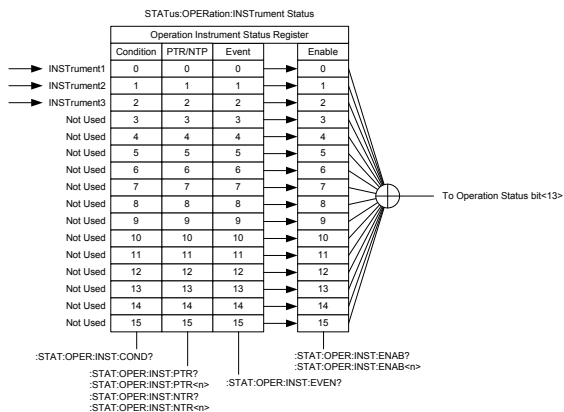 STATus:OPERation:INSTrument Status
Operation Instrument Status Register
Condition PTR/NTP Event Enable
INSTrument1 0 0 0 0
INSTrument2 1 1 1 1
INSTrument3 2 2 2 2
Not Used 3 3 3 3
Not Used 4 4 4 4
Not Used 5 5 5 5
Not Used 6 6 6 6
Not Used 7 7 7 7
To Operation Status bit<13>
Not Used 8 8 8 8
Not Used 9 9 9 9
Not Used 10 10 10 10
Not Used 11 11 11 11
Not Used 12 12 12 12
Not Used 13 13 13 13
Not Used 14 14 14 14
Not Used 15 15 15 15
:STAT:OPER:INST:COND?
:STAT:OPER:INST:PTR?
:STAT:OPER:INST:PTR<n>
:STAT:OPER:INST:NTR?
:STAT:OPER:INST:NTR<n>
:STAT:OPER:INST:EVEN?
:STAT:OPER:INST:ENAB?
:STAT:OPER:INST:ENAB<n>